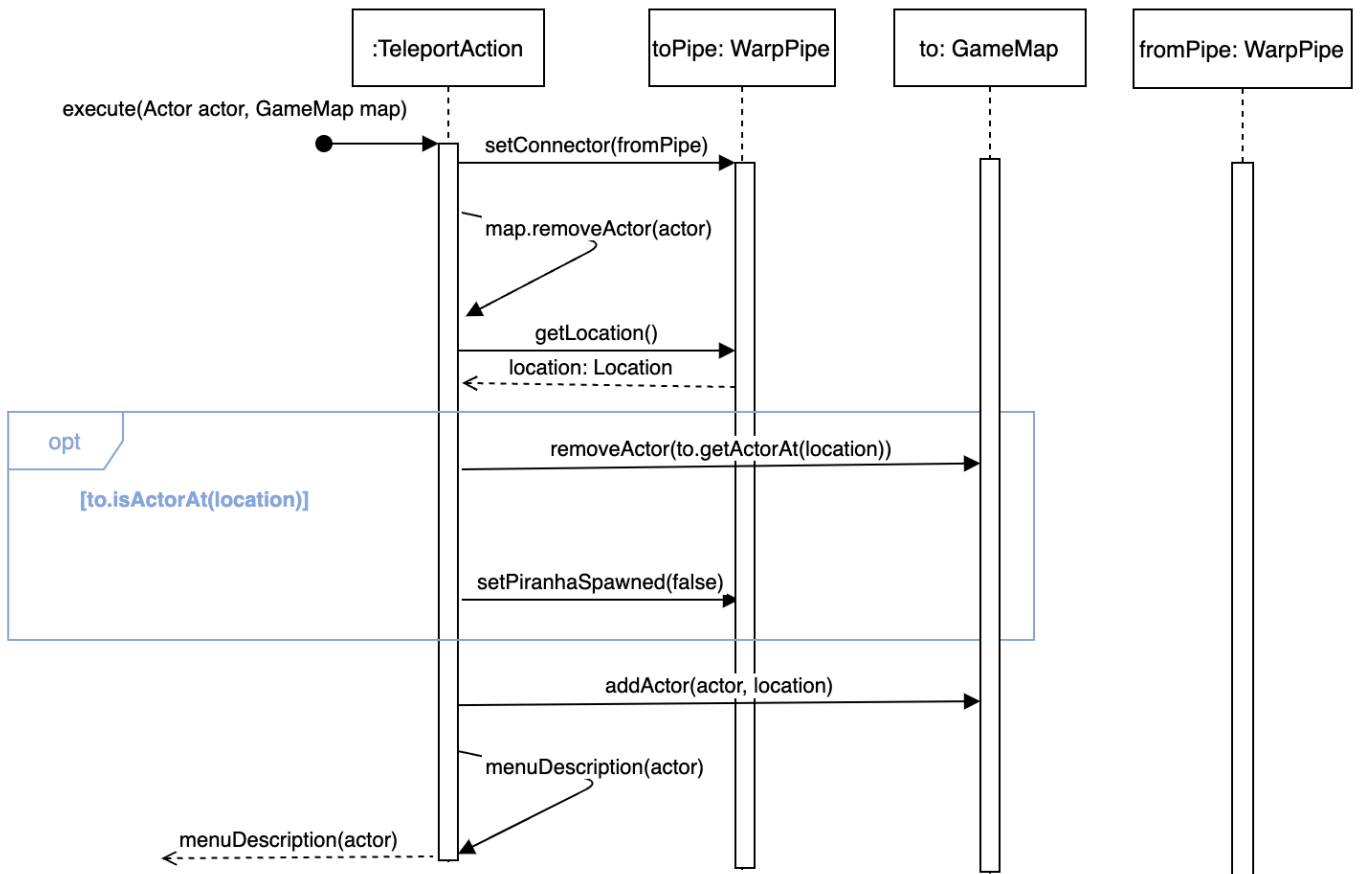 :TeleportAction
toPipe: WarpPipe
to: GameMap
fromPipe: WarpPipe
execute(Actor actor, GameMap map)
setConnector(fromPipe)
map.removeActor(actor)
getLocation()
location: Location
opt
removeActor(to.getActorAt(location))
[to.isActorAt(location)]
setPiranhaSpawned(false)
addActor(actor, location)
menuDescription(actor)
menuDescription(actor)